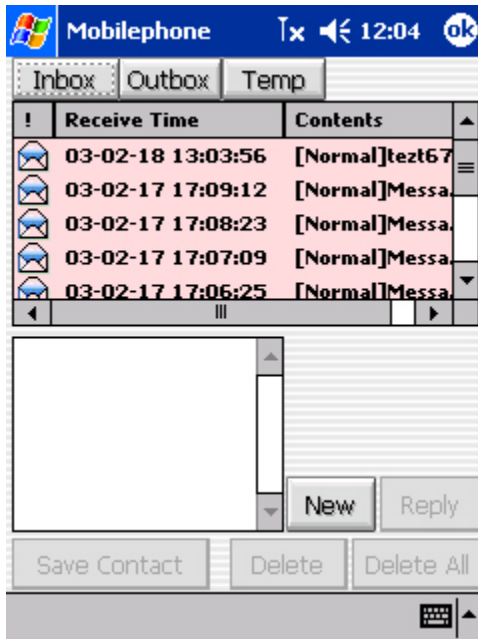 Mobilephone 12:04 ok
Inbox Outbox Temp
! Receive Time Contents
03-02-18 13:03:56 [Normal]tezt67
03-02-17 17:09:12 [Normal]Messa.
03-02-17 17:08:23 [Normal]Messa.
03-02-17 17:07:09 [Normal]Messa.
03-02-17 17:06:25 [Normal]Messa.
New Reply
Save Contact Delete Delete All